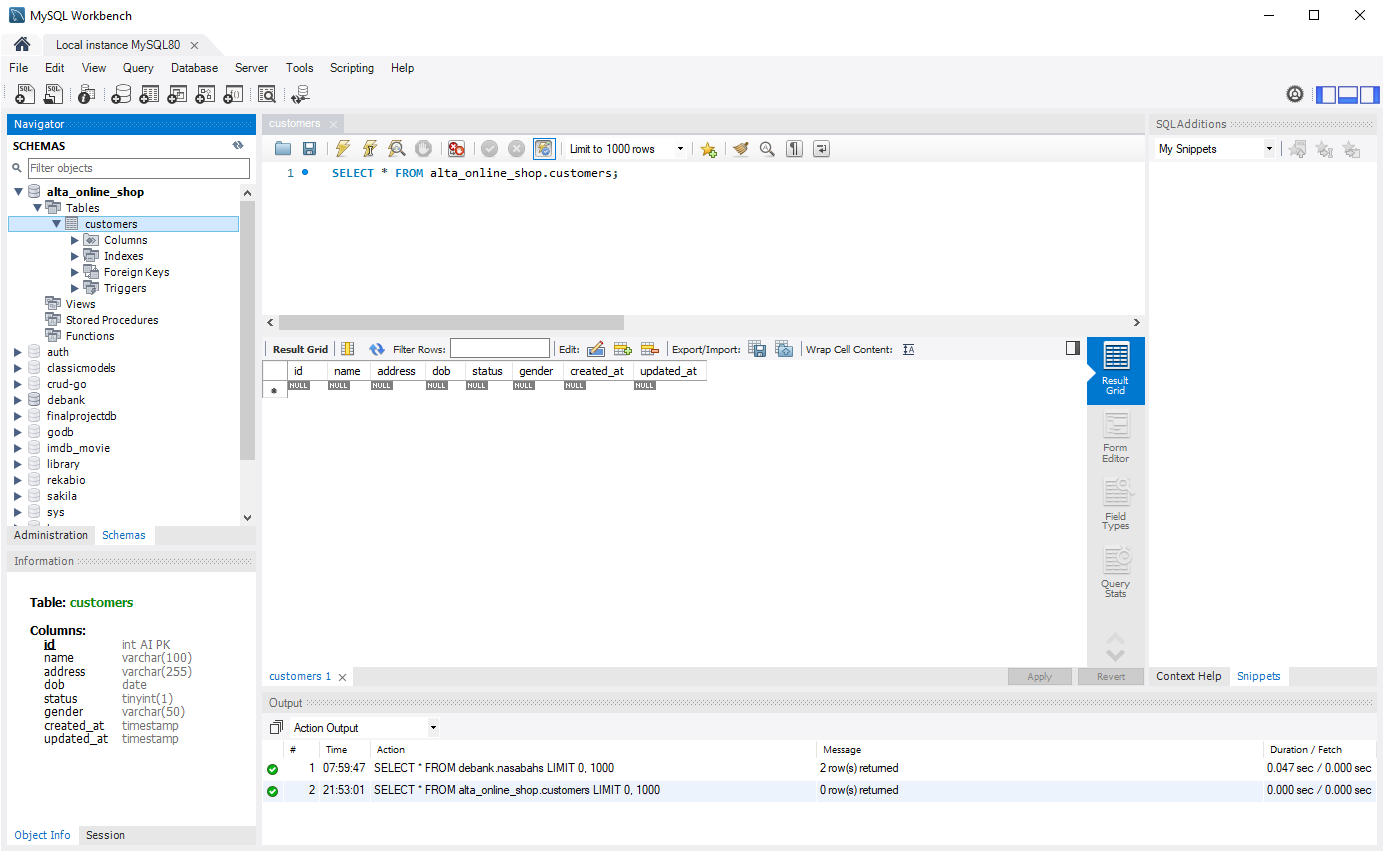 MySQL Workbench
Local instance MySQL80
File Edit View Query Database Server Tools Scripting Help
Navigator
SCHEMAS
Filter objects
alta_online_shop
Tables
customers
Columns
Indexes
Foreign Keys
Triggers
Views
Stored Procedures
Functions
auth
classicmodels
crud-go
debank
finalprojectdb
godb
imdb_movie
library
rekabio
sakila
sys
Administration Schemas
Information
Table: customers
Columns:
id int AI PK
name varchar(100)
address varchar(255)
dob date
status tinyint(1)
gender varchar(50)
created_at timestamp
updated_at timestamp
Object Info Session
customers
Limit to 1000 rows
1 SELECT * FROM alta_online_shop.customers;
Result Grid Filter Rows: Edit: Export/Import: Wrap Cell Content:
id name address dob status gender created_at updated_at
NULL NULL NULL NULL NULL NULL NULL NULL
Result
Grid
Form
Editor
Field
Types
Query
Stats
customers 1
Apply Revert
SQLAdditions
My Snippets
Context Help Snippets
Output
Action Output
# Time Action Message Duration / Fetch
1 07:59:47 SELECT * FROM debank.nasabahs LIMIT 0, 1000 2 row(s) returned 0.047 sec / 0.000 sec
2 21:53:01 SELECT * FROM alta_online_shop.customers LIMIT 0, 1000 0 row(s) returned 0.000 sec / 0.000 sec